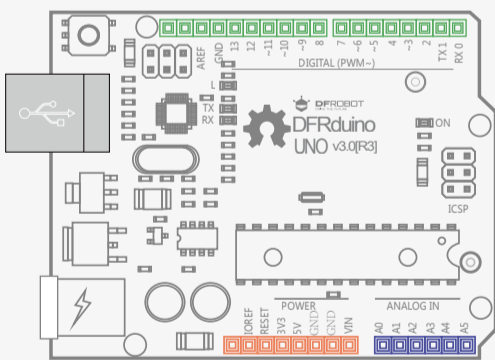 AREF
GND
13
12
~11
~10
~9
8
7
~6
~5
4
~3
2
TX 1
RX 0
DIGITAL (PWM~)
L
TX
RX
DFROBOT
DFRduino
UNO v3.0[R3]
ON
ICSP
POWER
ANALOG IN
IOREF
RESET
3V3
5V
GND
GND
VIN
A0
A1
A2
A3
A4
A5